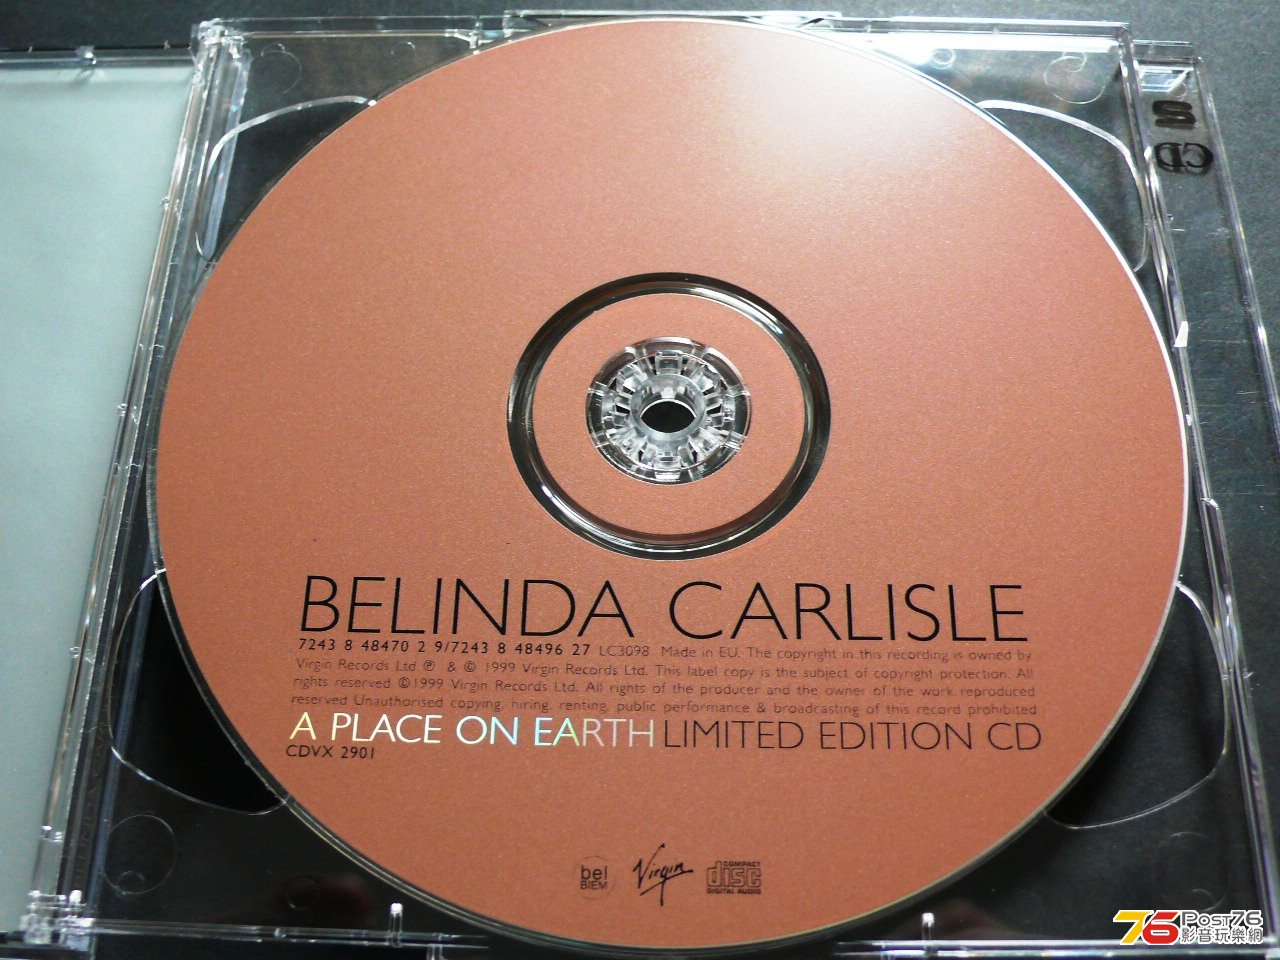 2
CD
BELINDA CARLISLE
7243 8 48470 2 9/7243 8 48496 27 LC3098 Made in EU. The copyright in this recording is owned by
Virgin Records Ltd ℗ & © 1999 Virgin Records Ltd. This label copy is the subject of copyright protection. All
rights reserved ©1999 Virgin Records Ltd. All rights of the producer and the owner of the work reproduced
reserved Unauthorised copying, hiring, renting, public performance & broadcasting of this record prohibited
A PLACE ON EARTH LIMITED EDITION CD
CDVX 2901
bel
BIEM
Virgin
COMPACT
disc
DIGITAL AUDIO
76 Post76
影音玩樂網